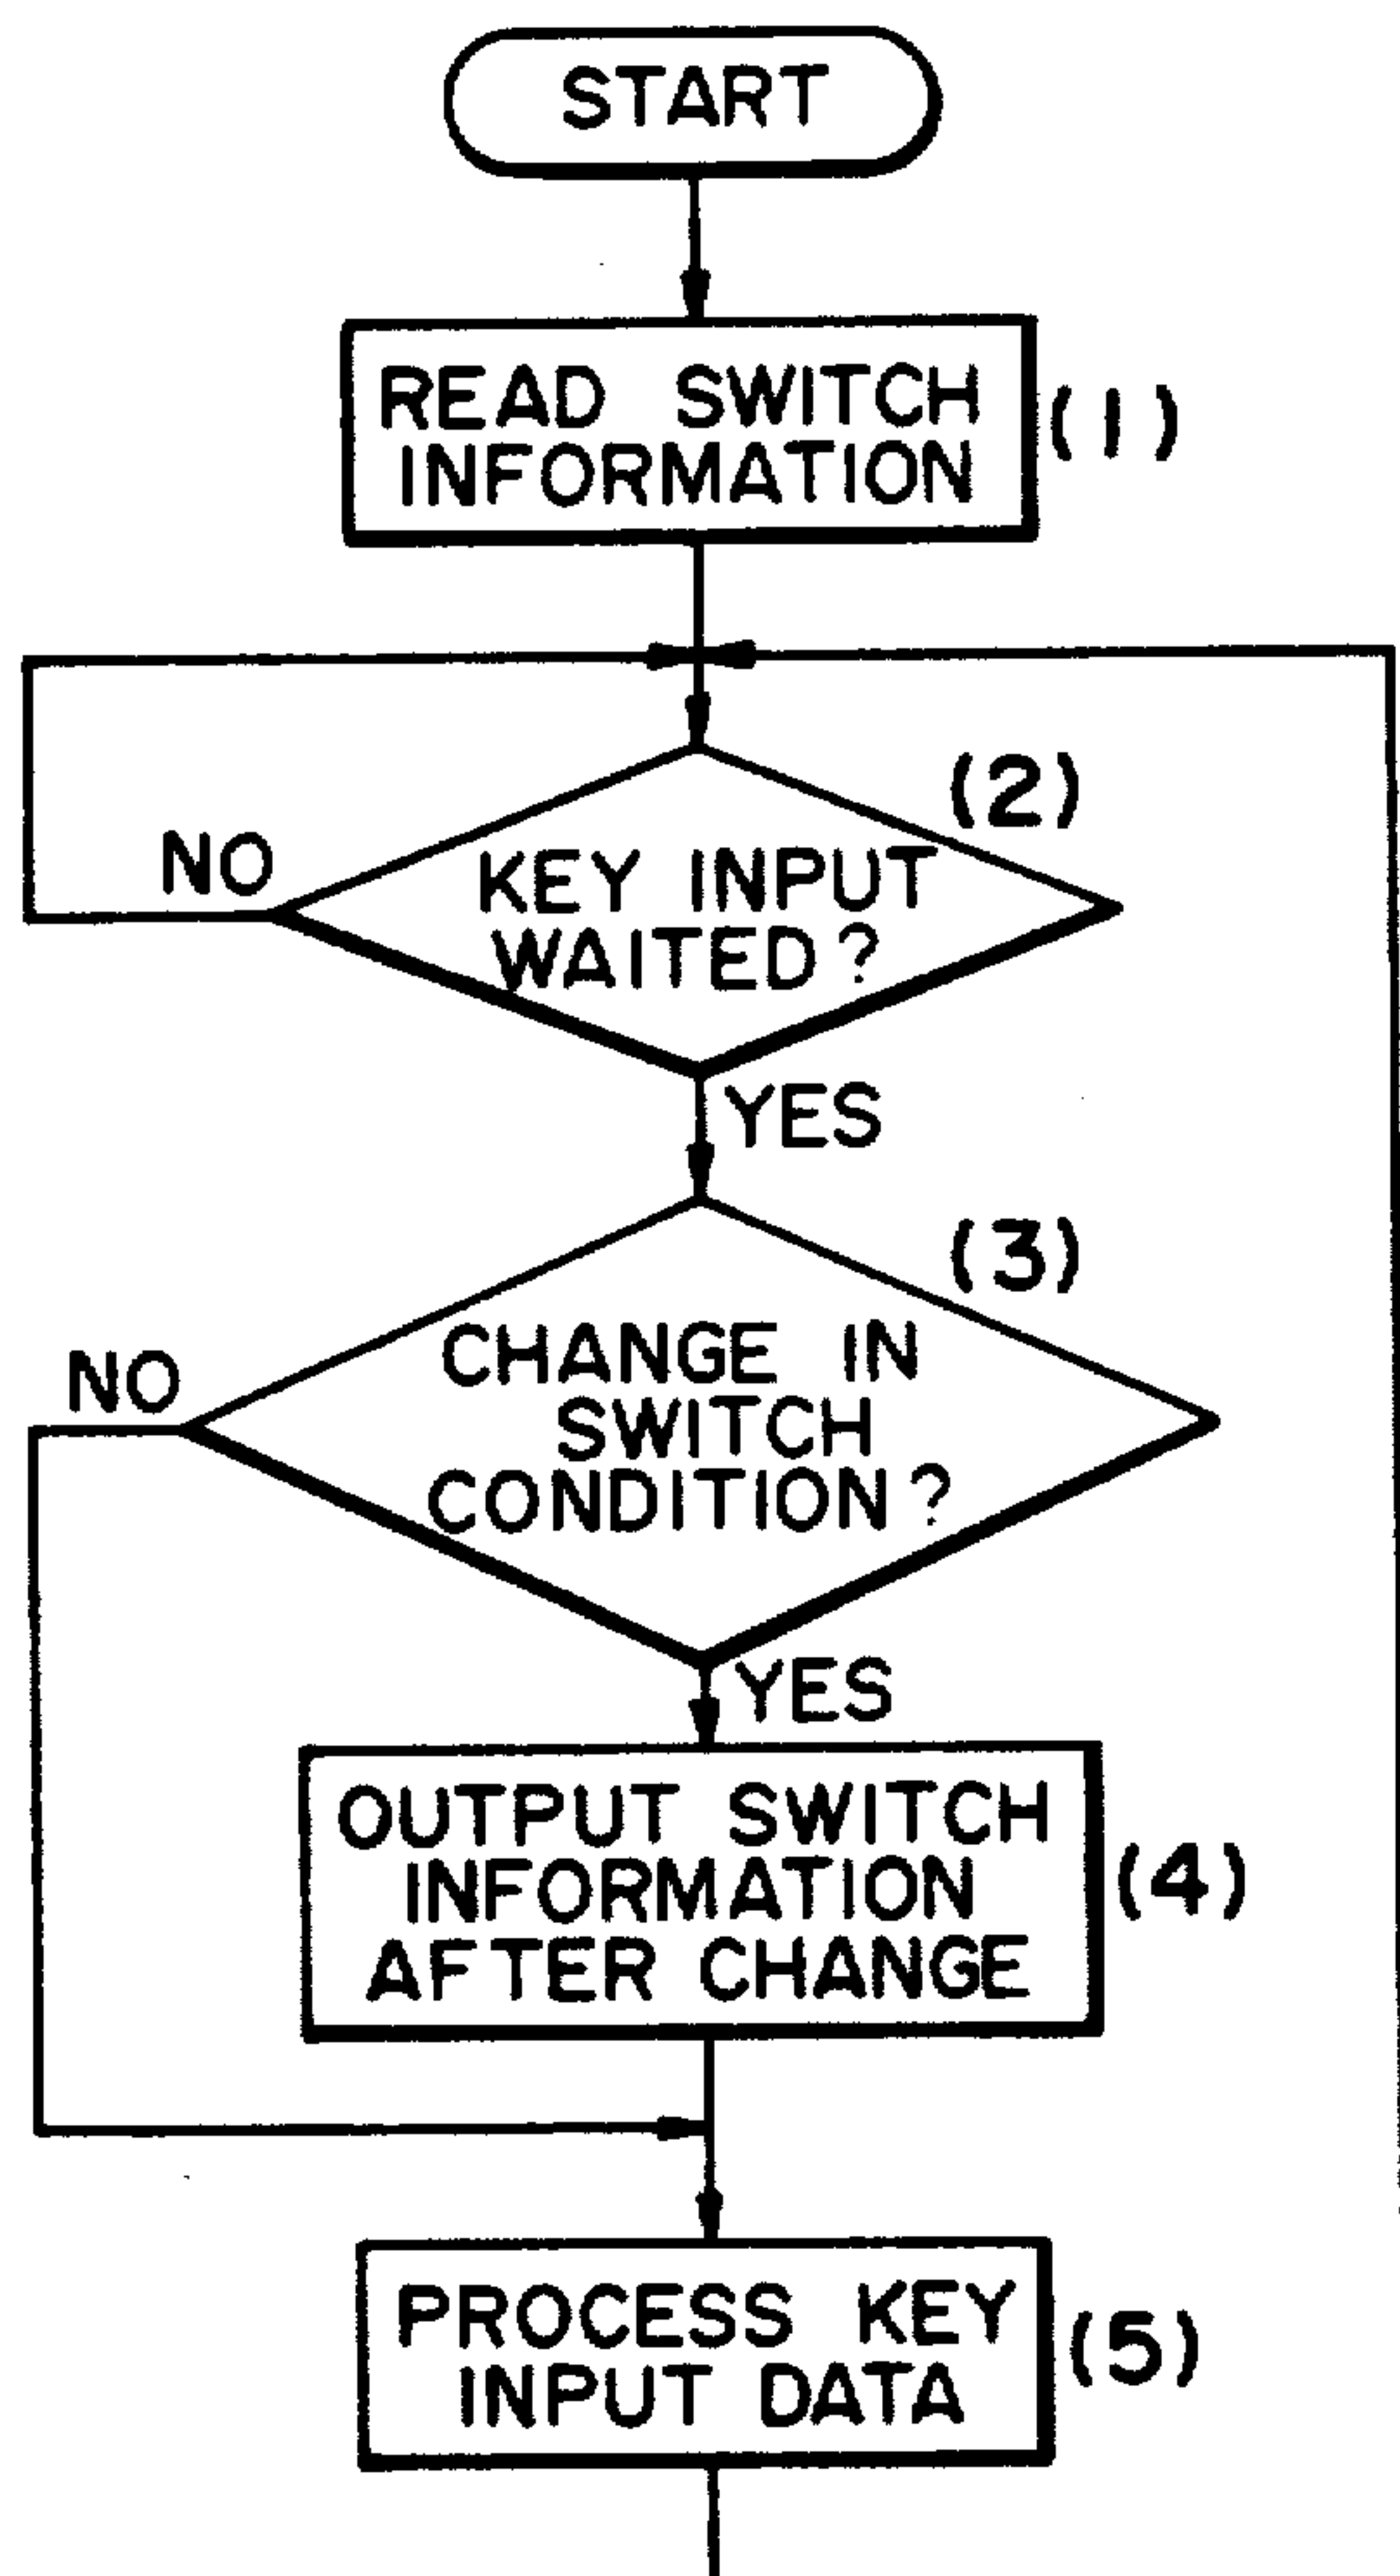 START
READ SWITCH
INFORMATION
(1)
(2)
KEY INPUT
WAITED?
NO
YES
(3)
CHANGE IN
SWITCH
CONDITION?
NO
YES
OUTPUT SWITCH
INFORMATION
AFTER CHANGE
(4)
PROCESS KEY
INPUT DATA
(5)